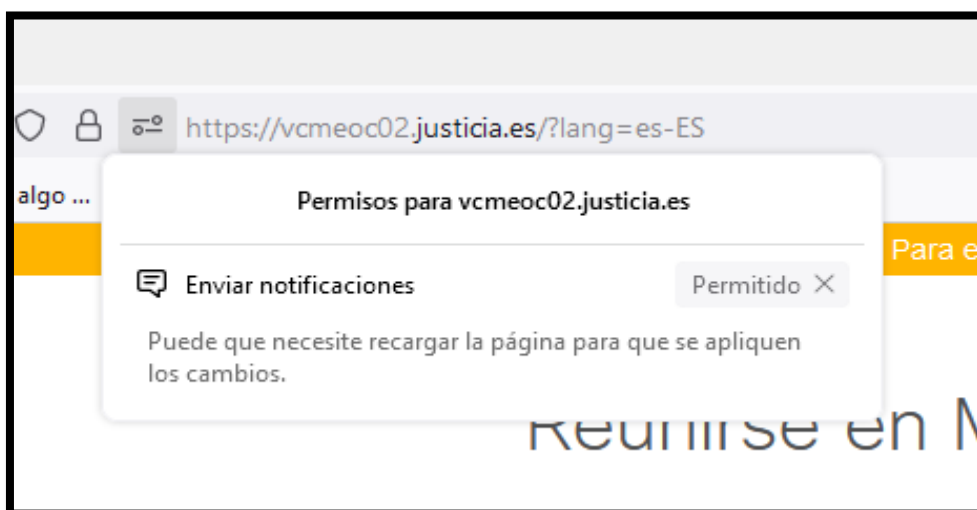 https://vcmeoc02.justicia.es/?lang=es-ES
algo ...
Permisos para vcmeoc02.justicia.es
Para e
Enviar notificaciones
Permitido
Puede que necesite recargar la página para que se apliquen
los cambios.
Reunirse en M